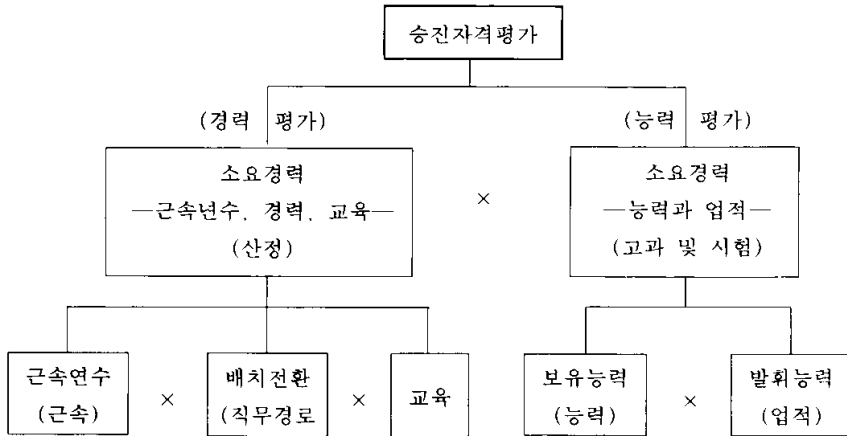 승진자격평가
(경력 평가)
(능력 평가)
소요경력
—근속년수, 경력, 교육—
(산정)
×
소요경력
—능력과 업적—
(고과 및 시험)
근속연수
(근속)
×
배치전환
(직무경로
×
교육
보유능력
(능력)
×
발휘능력
(업적)